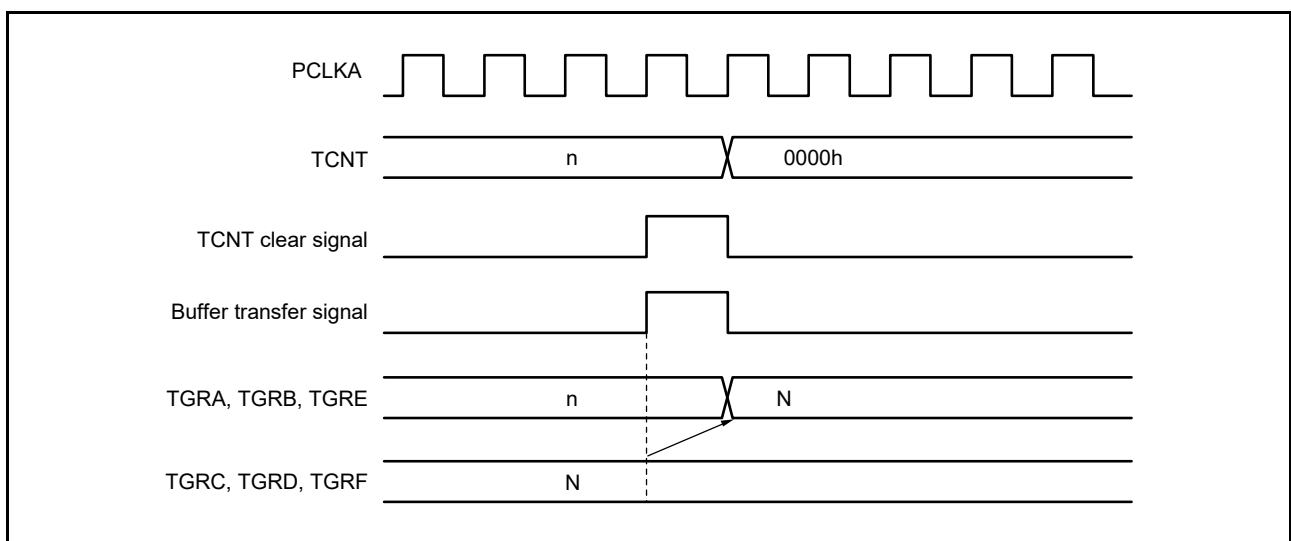 PCLKA
TCNT n 0000h
TCNT clear signal
Buffer transfer signal
TGRA, TGRB, TGRE n N
TGRC, TGRD, TGRF N